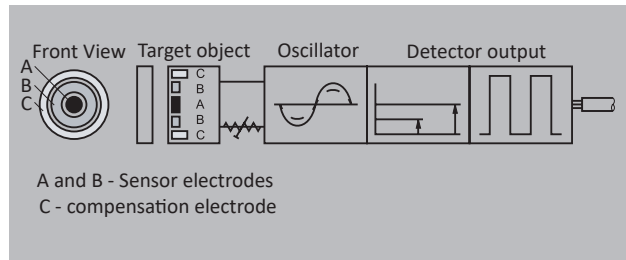 Front View Target object Oscillator Detector output
A
B
C
C
B
A
B
C
A and B - Sensor electrodes
C - compensation electrode